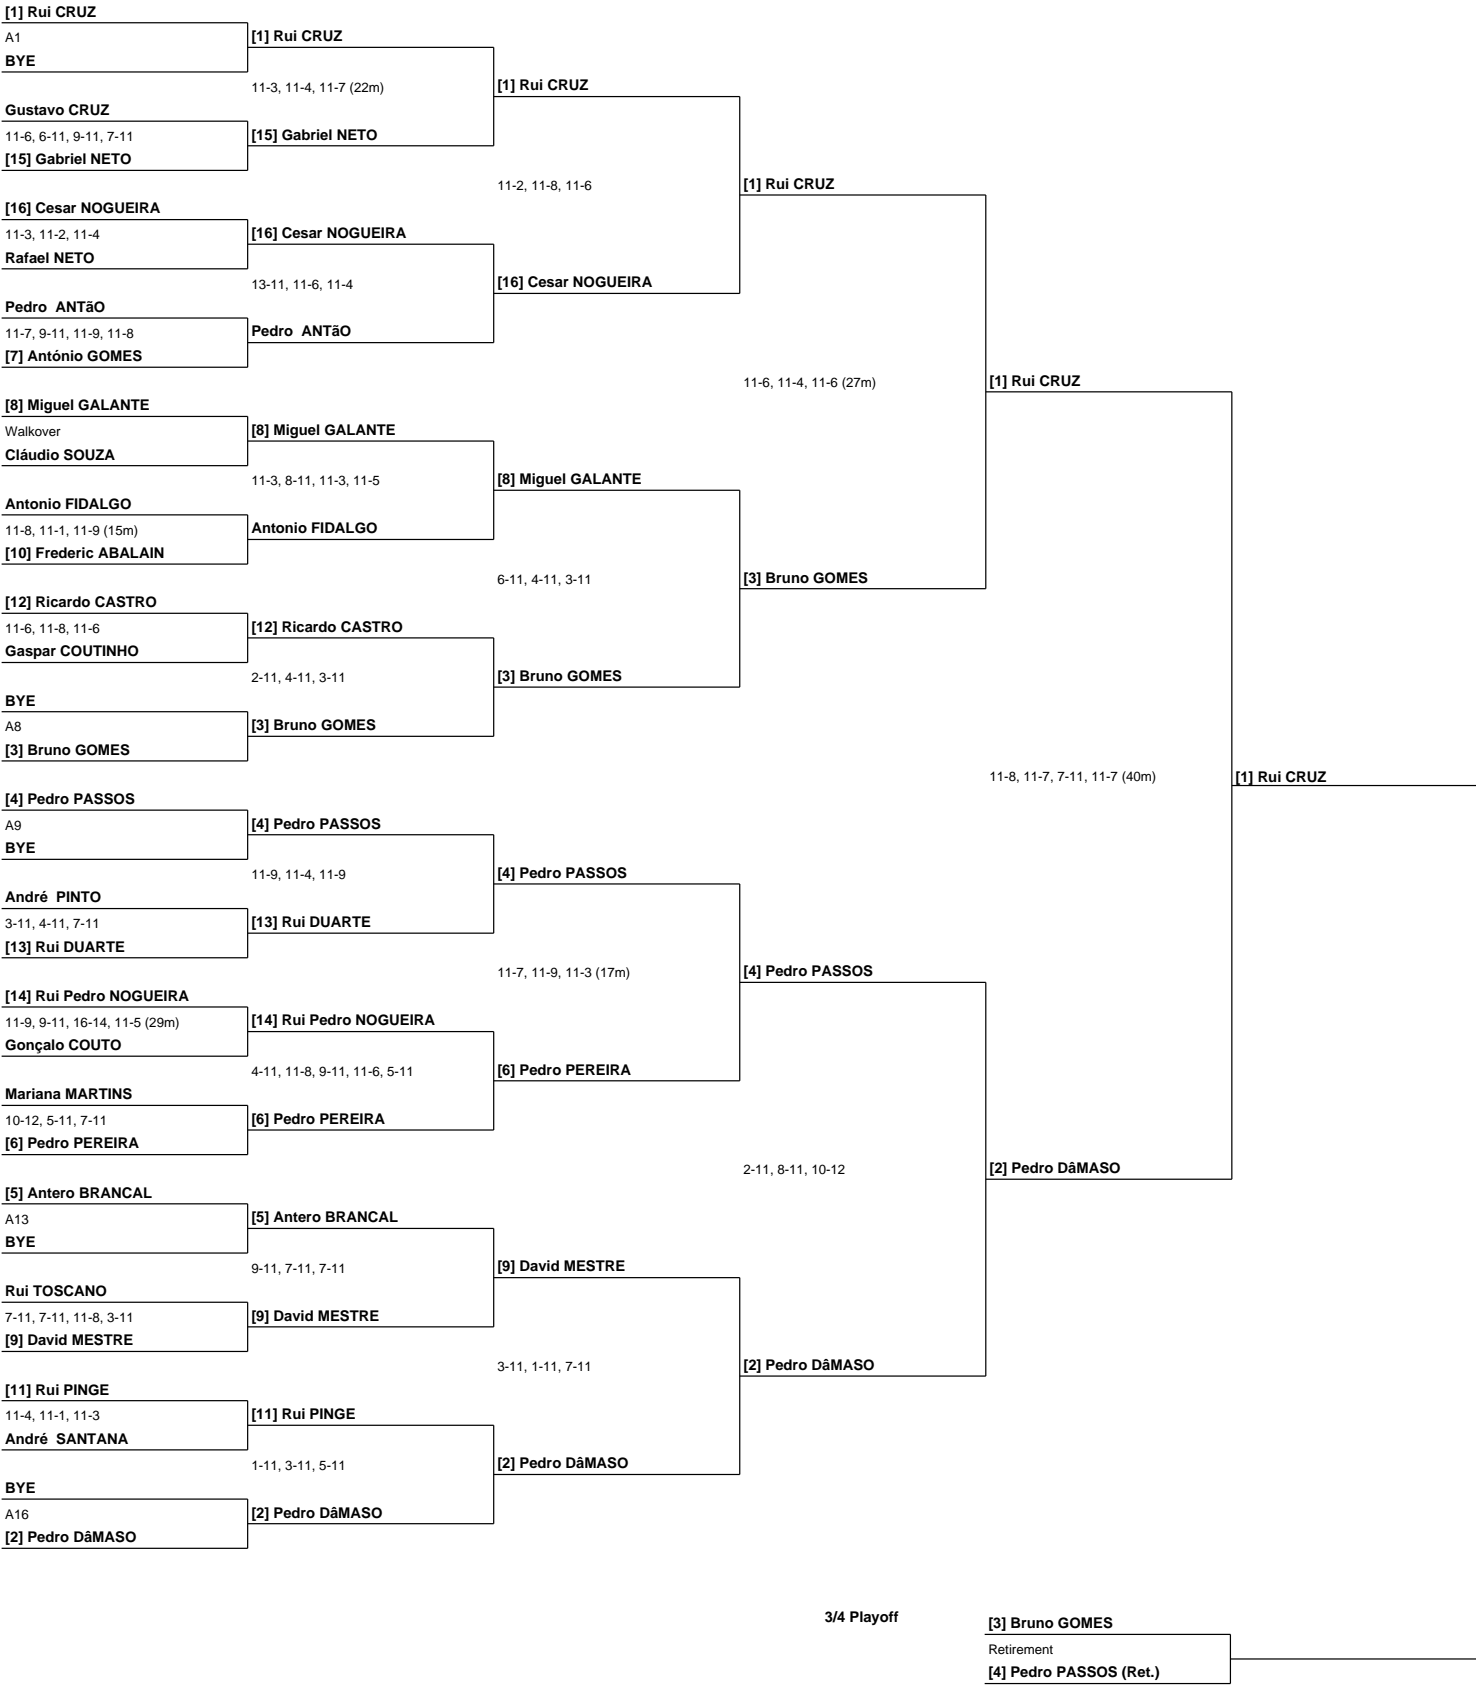 [1] Rui CRUZ
A1
BYE
Gustavo CRUZ
11-6, 6-11, 9-11, 7-11
[15] Gabriel NETO
[16] Cesar NOGUEIRA
11-3, 11-2, 11-4
Rafael NETO
Pedro  ANTãO
11-7, 9-11, 11-9, 11-8
[7] António GOMES
[8] Miguel GALANTE
Walkover
Cláudio SOUZA
Antonio FIDALGO
11-8, 11-1, 11-9 (15m)
[10] Frederic ABALAIN
[12] Ricardo CASTRO
11-6, 11-8, 11-6
Gaspar COUTINHO
BYE
A8
[3] Bruno GOMES
[4] Pedro PASSOS
A9
BYE
André  PINTO
3-11, 4-11, 7-11
[13] Rui DUARTE
[14] Rui Pedro NOGUEIRA
11-9, 9-11, 16-14, 11-5 (29m)
Gonçalo COUTO
Mariana MARTINS
10-12, 5-11, 7-11
[6] Pedro PEREIRA
[5] Antero BRANCAL
A13
BYE
Rui TOSCANO
7-11, 7-11, 11-8, 3-11
[9] David MESTRE
[11] Rui PINGE
11-4, 11-1, 11-3
André  SANTANA
BYE
A16
[2] Pedro DâMASO
[1] Rui CRUZ
11-3, 11-4, 11-7 (22m)
[15] Gabriel NETO
[16] Cesar NOGUEIRA
13-11, 11-6, 11-4
Pedro  ANTãO
[8] Miguel GALANTE
11-3, 8-11, 11-3, 11-5
Antonio FIDALGO
[12] Ricardo CASTRO
2-11, 4-11, 3-11
[3] Bruno GOMES
[4] Pedro PASSOS
11-9, 11-4, 11-9
[13] Rui DUARTE
[14] Rui Pedro NOGUEIRA
4-11, 11-8, 9-11, 11-6, 5-11
[6] Pedro PEREIRA
[5] Antero BRANCAL
9-11, 7-11, 7-11
[9] David MESTRE
[11] Rui PINGE
1-11, 3-11, 5-11
[2] Pedro DâMASO
[1] Rui CRUZ
11-2, 11-8, 11-6
[16] Cesar NOGUEIRA
[8] Miguel GALANTE
6-11, 4-11, 3-11
[3] Bruno GOMES
[4] Pedro PASSOS
11-7, 11-9, 11-3 (17m)
[6] Pedro PEREIRA
[9] David MESTRE
3-11, 1-11, 7-11
[2] Pedro DâMASO
[1] Rui CRUZ
11-6, 11-4, 11-6 (27m)
[3] Bruno GOMES
[4] Pedro PASSOS
2-11, 8-11, 10-12
[2] Pedro DâMASO
[1] Rui CRUZ
11-8, 11-7, 7-11, 11-7 (40m)
[2] Pedro DâMASO
[1] Rui CRUZ
3/4 Playoff
[3] Bruno GOMES
Retirement
[4] Pedro PASSOS (Ret.)